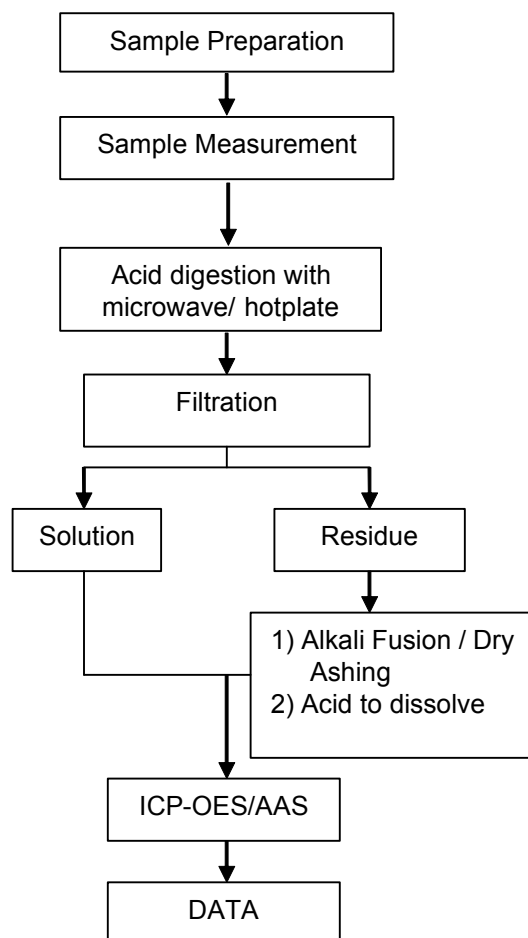 Sample Preparation
Sample Measurement
Acid digestion with
microwave/ hotplate
Filtration
Solution
Residue
1) Alkali Fusion / Dry
Ashing
2) Acid to dissolve
ICP-OES/AAS
DATA